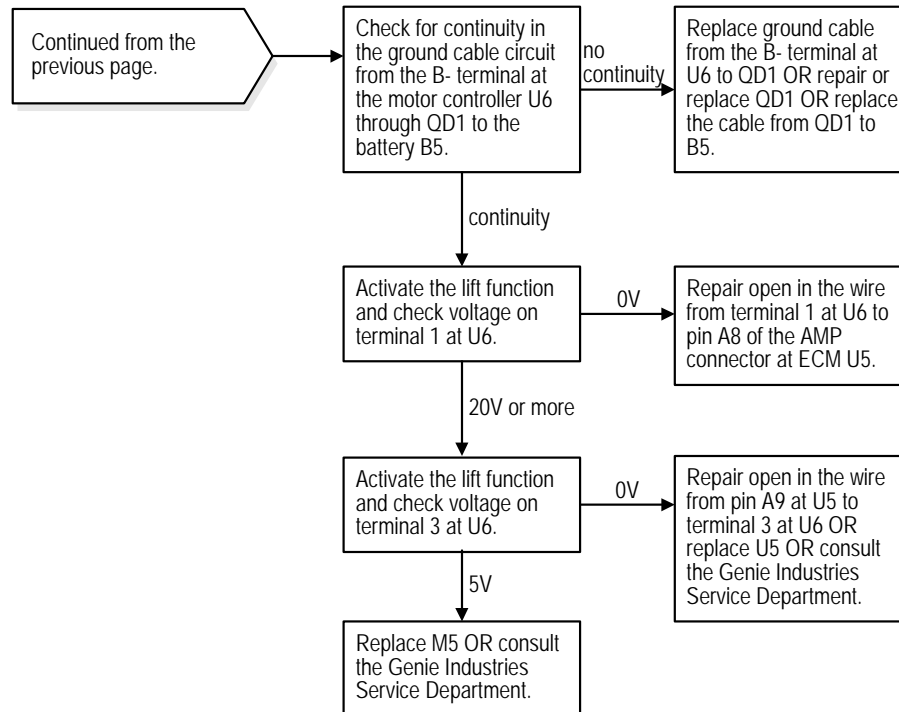 Continued from the
previous page.
Check for continuity in
the ground cable circuit
from the B- terminal at
the motor controller U6
through QD1 to the
battery B5.
no
continuity
Replace ground cable
from the B- terminal at
U6 to QD1 OR repair or
replace QD1 OR replace
the cable from QD1 to
B5.
continuity
Activate the lift function
and check voltage on
terminal 1 at U6.
0V
Repair open in the wire
from terminal 1 at U6 to
pin A8 of the AMP
connector at ECM U5.
20V or more
Activate the lift function
and check voltage on
terminal 3 at U6.
0V
Repair open in the wire
from pin A9 at U5 to
terminal 3 at U6 OR
replace U5 OR consult
the Genie Industries
Service Department.
5V
Replace M5 OR consult
the Genie Industries
Service Department.